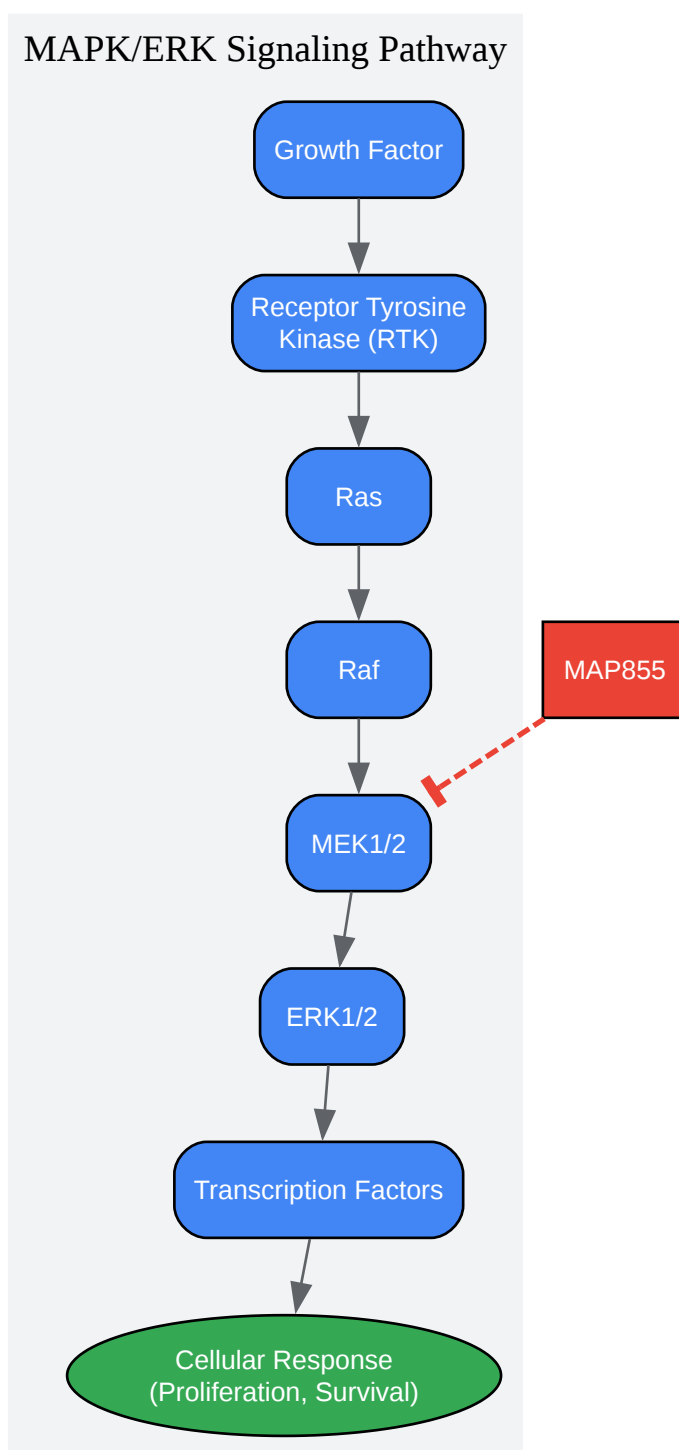 MAPK/ERK Signaling Pathway
Growth Factor
Receptor Tyrosine
Kinase (RTK)
Ras
Raf
MAP855
MEK1/2
ERK1/2
Transcription Factors
Cellular Response
(Proliferation, Survival)